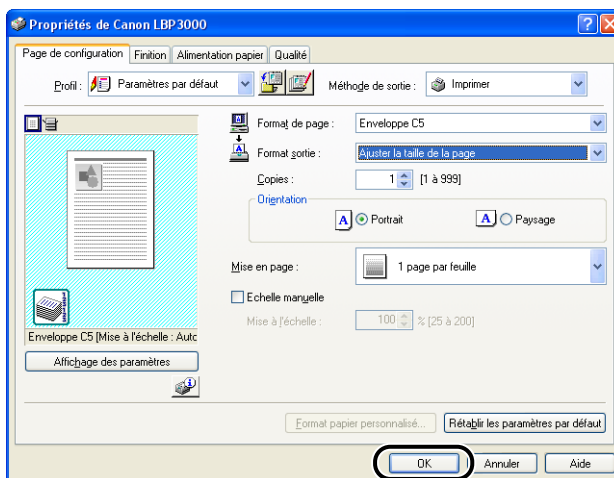 Propriétés de Canon LBP3000
Page de configuration Finition Alimentation papier Qualité
Profil : Paramètres par défaut Méthode de sortie : Imprimer
Format de page : Enveloppe C5
Format sortie : Ajuster la taille de la page
Copies : 1 [1 à 999]
Orientation
A Portrait A Paysage
Mise en page : 1 page par feuille
Echelle manuelle
Mise à l'échelle : 100 % [25 à 200]
Enveloppe C5 [Mise à l'échelle : Autc
Affichage des paramètres
Format papier personnalisé... Rétablir les paramètres par défaut
OK Annuler Aide